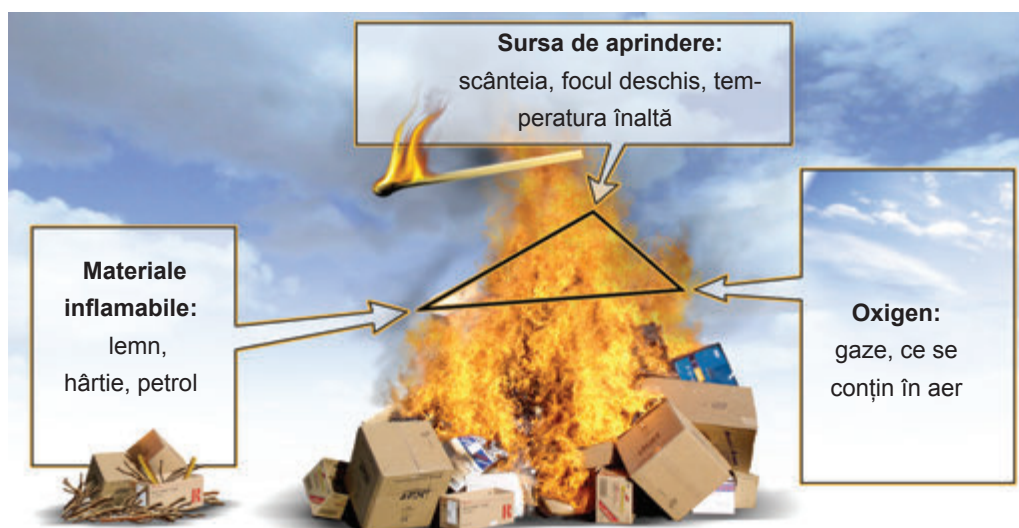 Sursa de aprindere:
scânteia, focul deschis, tem-
peratura înaltă
Materiale
inflamabile:
lemn,
hârtie, petrol
Oxigen:
gaze, ce se
conțin în aer
R